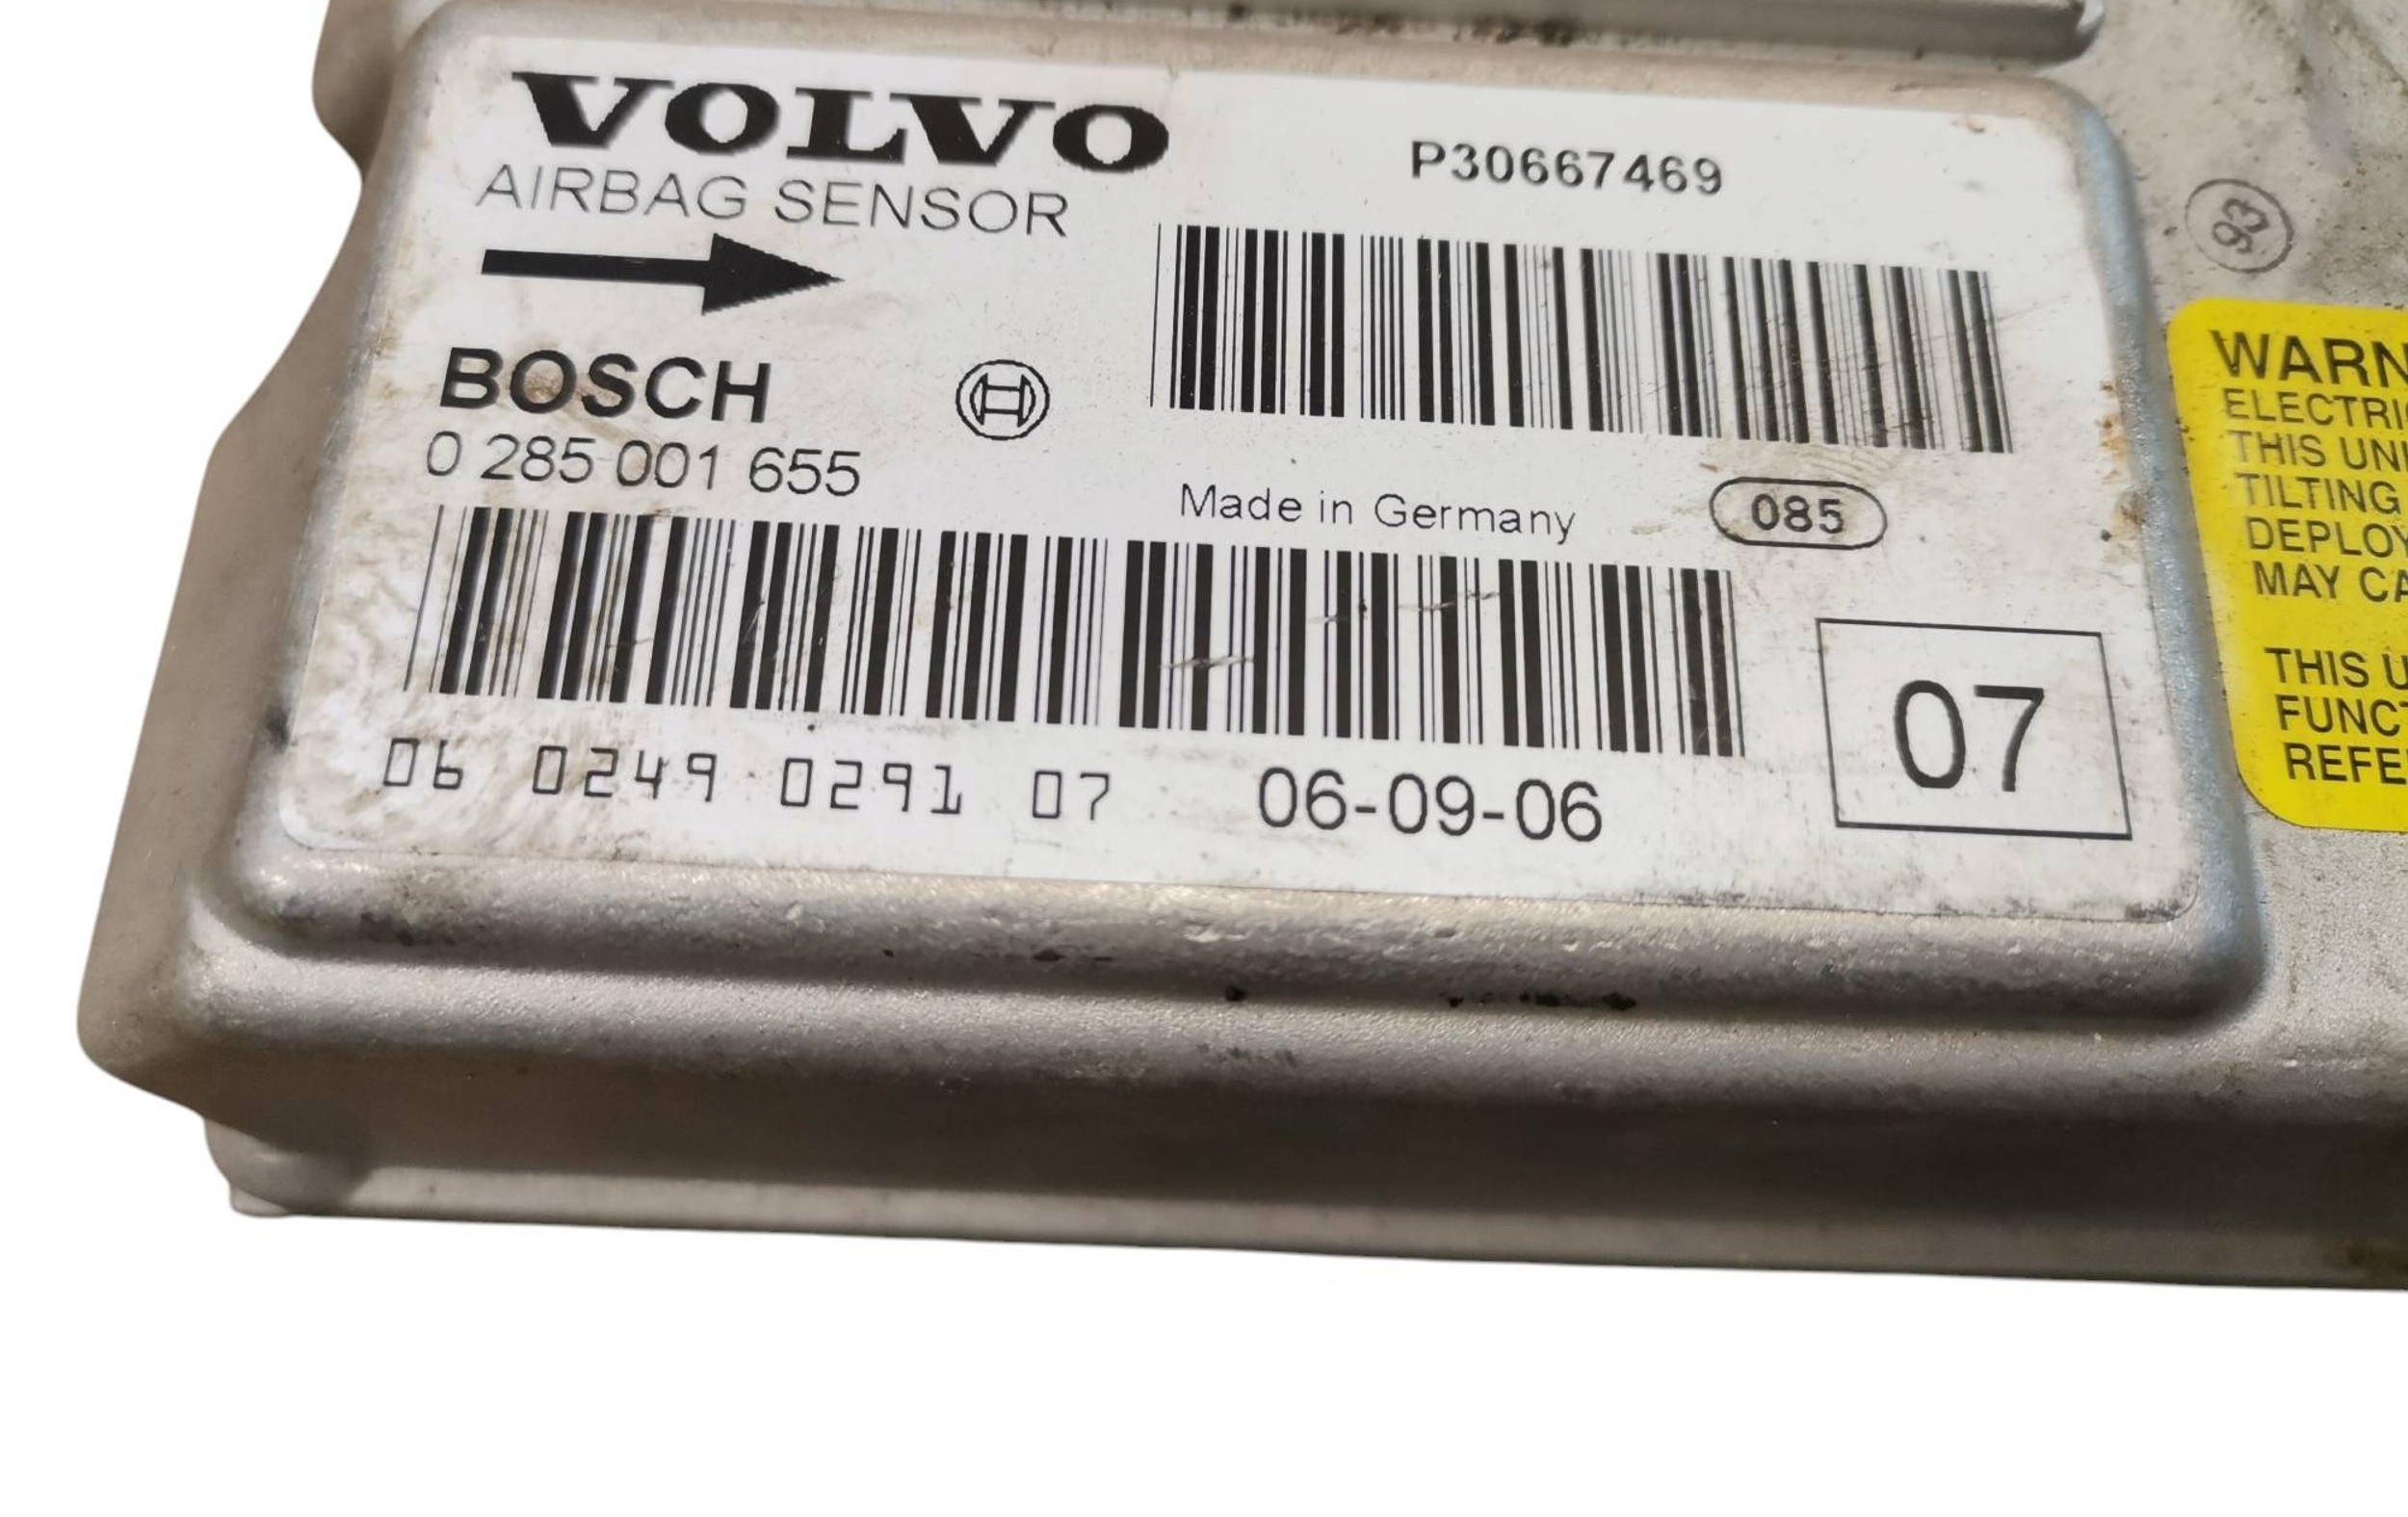 VOLVO
P30667469
AIRBAG SENSOR
BOSCH
0 285 001 655
Made in Germany
085
07
06 0249 0291 07 06-09-06
93
WARN
ELECTRI
THIS UNI
TILTING
DEPLOY
MAY CA
THIS U
FUNCT
REFE